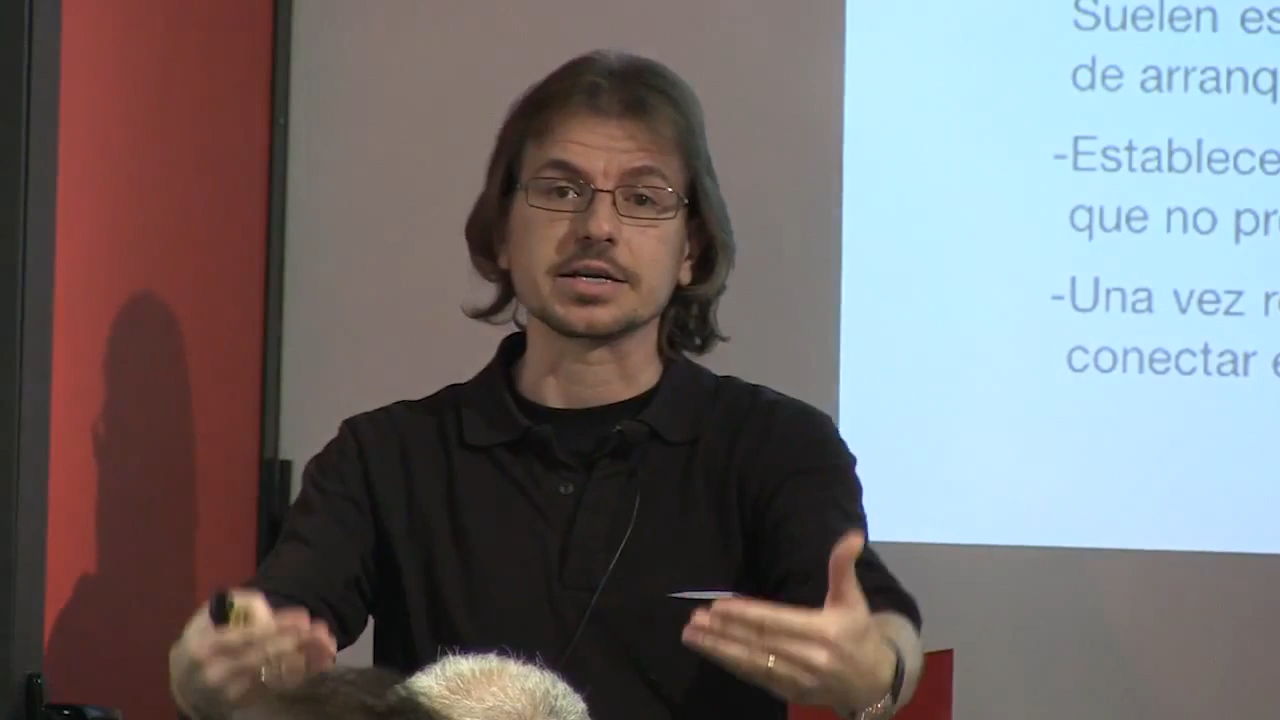 Suelen es
de arranq
-Establece
que no pr
-Una vez r
conectar e